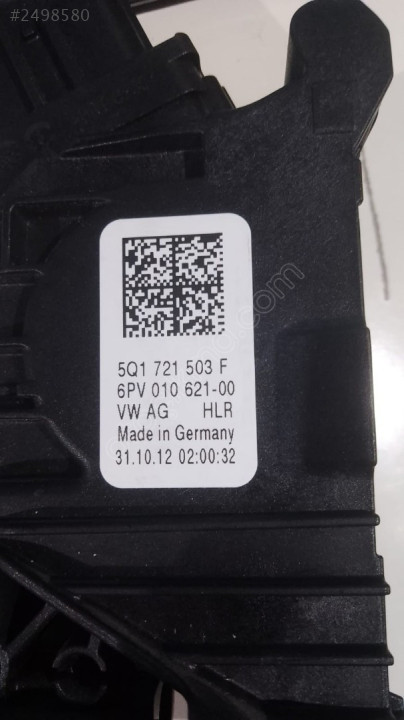 #2498580
5Q1 721 503 F
6PV 010 621-00
VW AG HLR
Made in Germany
31.10.12 02:00:32